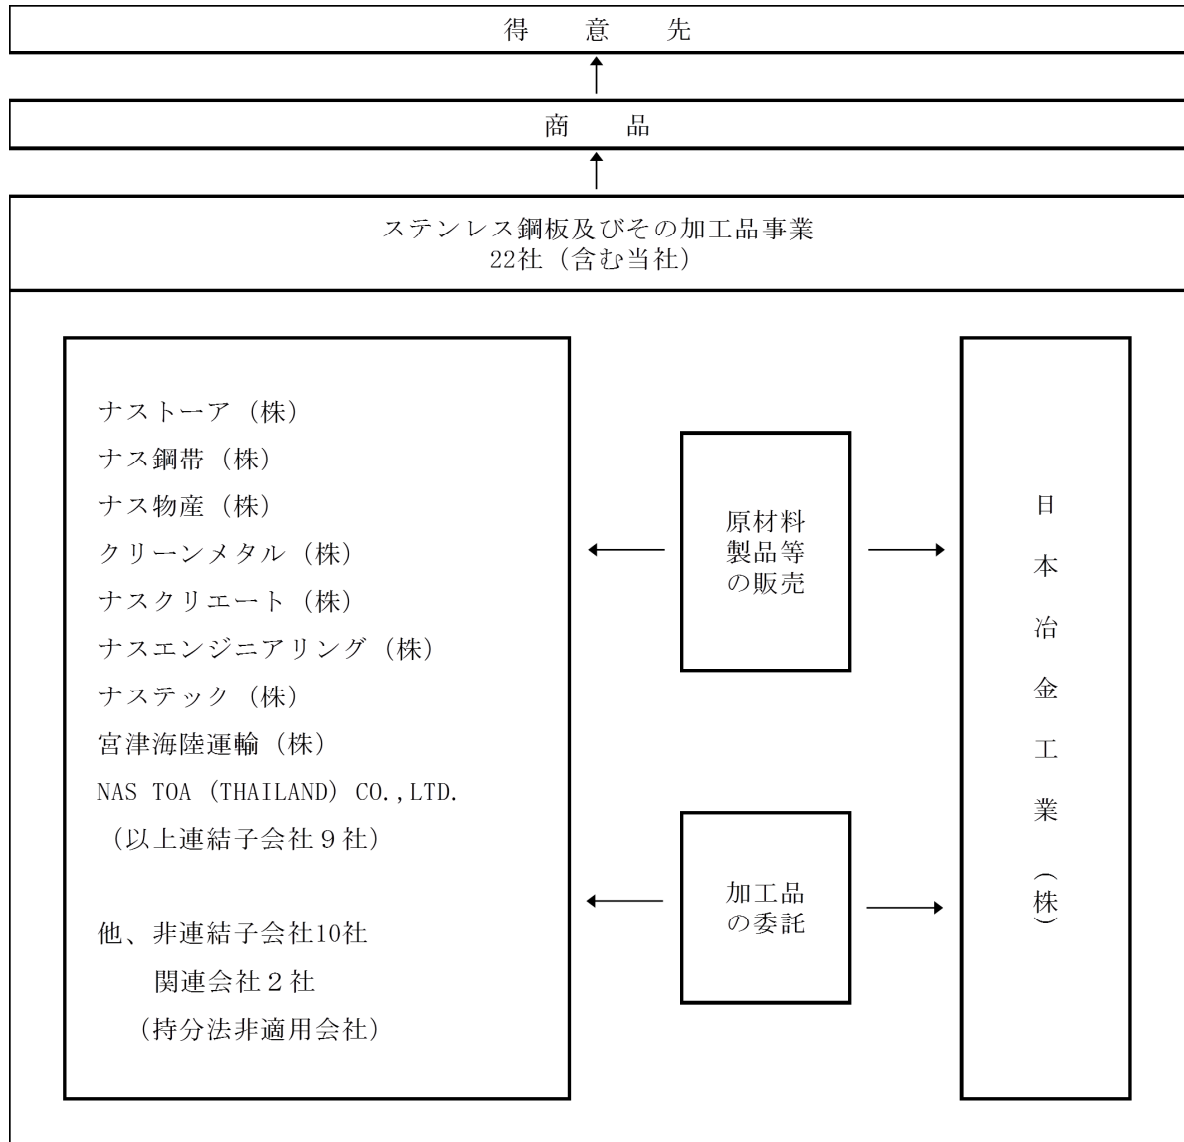 得意先
商品
ステンレス鋼板及びその加工品事業
22社（含む当社）
ナストーア（株）
ナス鋼帯（株）
ナス物産（株）
クリーンメタル（株）
ナスクリエート（株）
ナスエンジニアリング（株）
ナステック（株）
宮津海陸運輸（株）
NAS TOA (THAILAND) CO.,LTD.
（以上連結子会社９社）
他、非連結子会社10社
関連会社２社
（持分法非適用会社）
原材料
製品等
の販売
加工品
の委託
日本冶金工業（株）